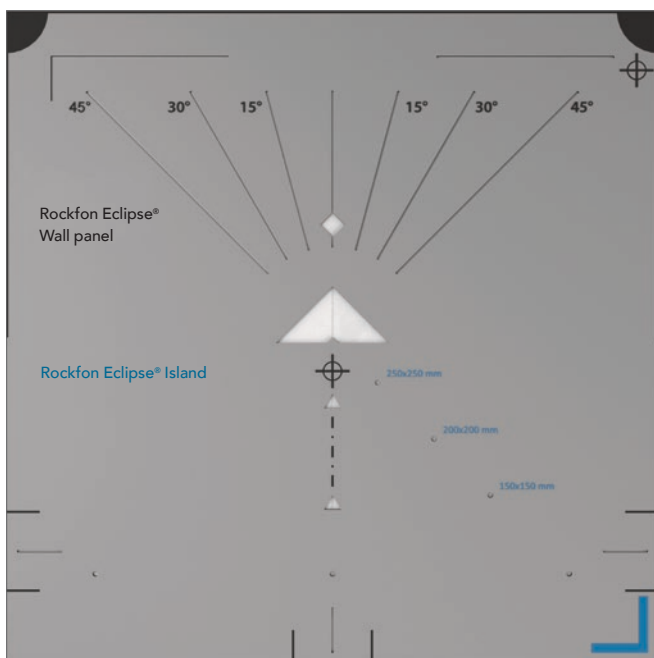 45° 30° 15° 15° 30° 45°
Rockfon Eclipse®
Wall panel
Rockfon Eclipse® Island
250x250 mm
200x200 mm
150x150 mm